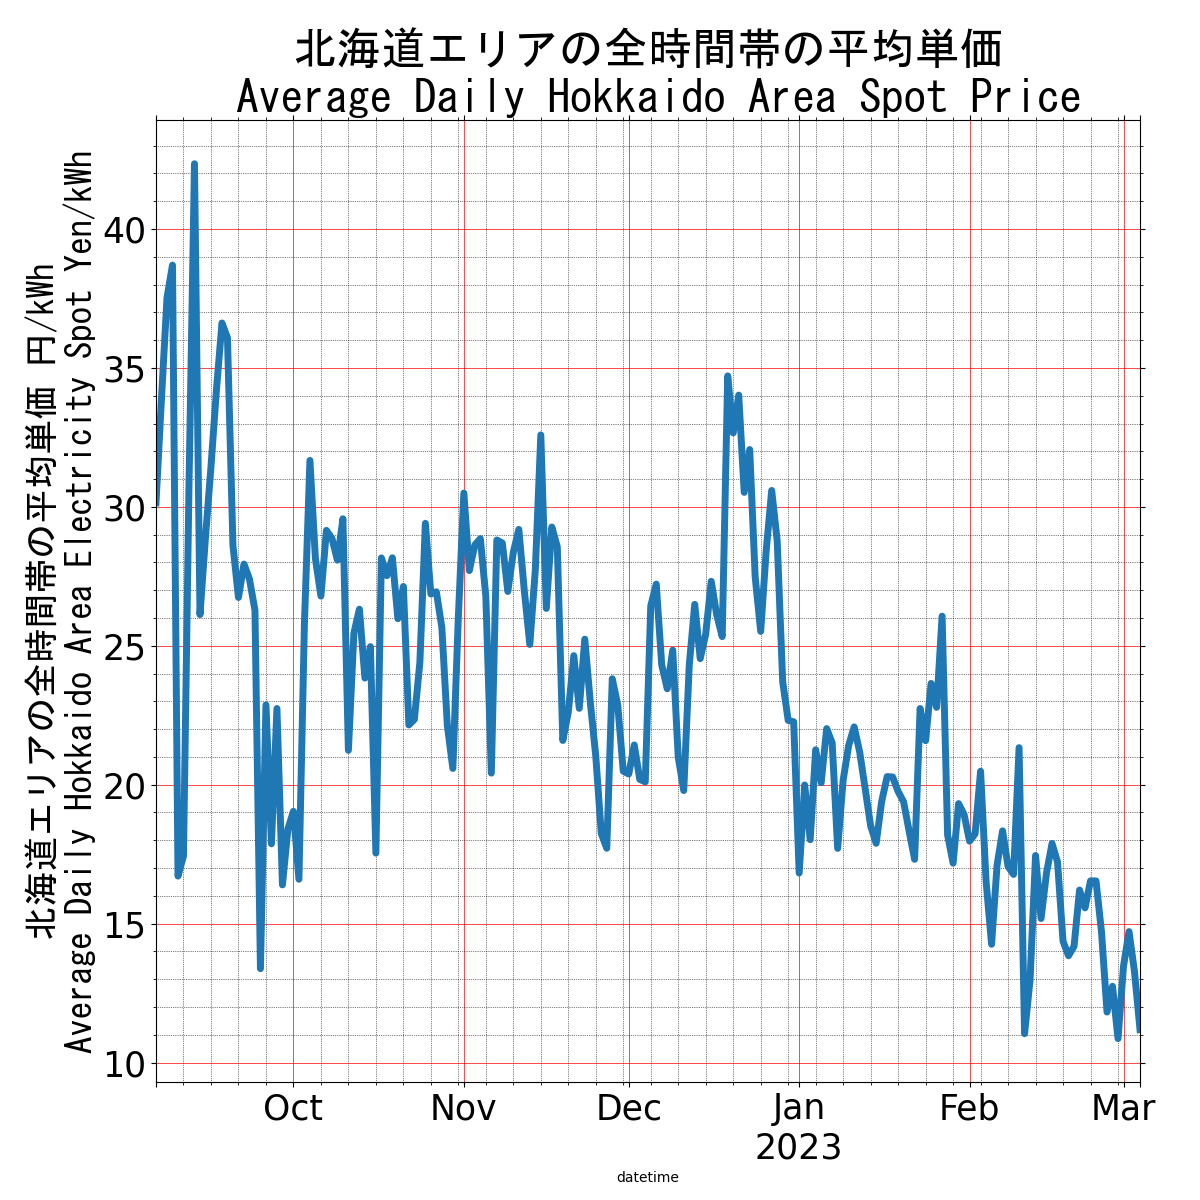 北海道エリアの全時間帯の平均単価
Average Daily Hokkaido Area Spot Price
北海道エリアの全時間帯の平均単価 円/kWh
Average Daily Hokkaido Area Electricity Spot Yen/kWh
40
35
30
25
20
15
10
Oct Nov Dec Jan Feb Mar
2023
datetime